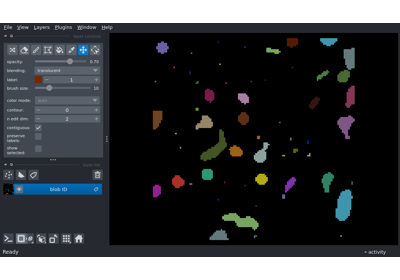 File View Layers Plugins Window Help
opacity: 0.70
blending: translucent
label: 1
brush size: 10
color mode:
contour: 0
n edit dim: 2
contiguous:
preserve labels:
show selected:
blob ID
Ready
activity